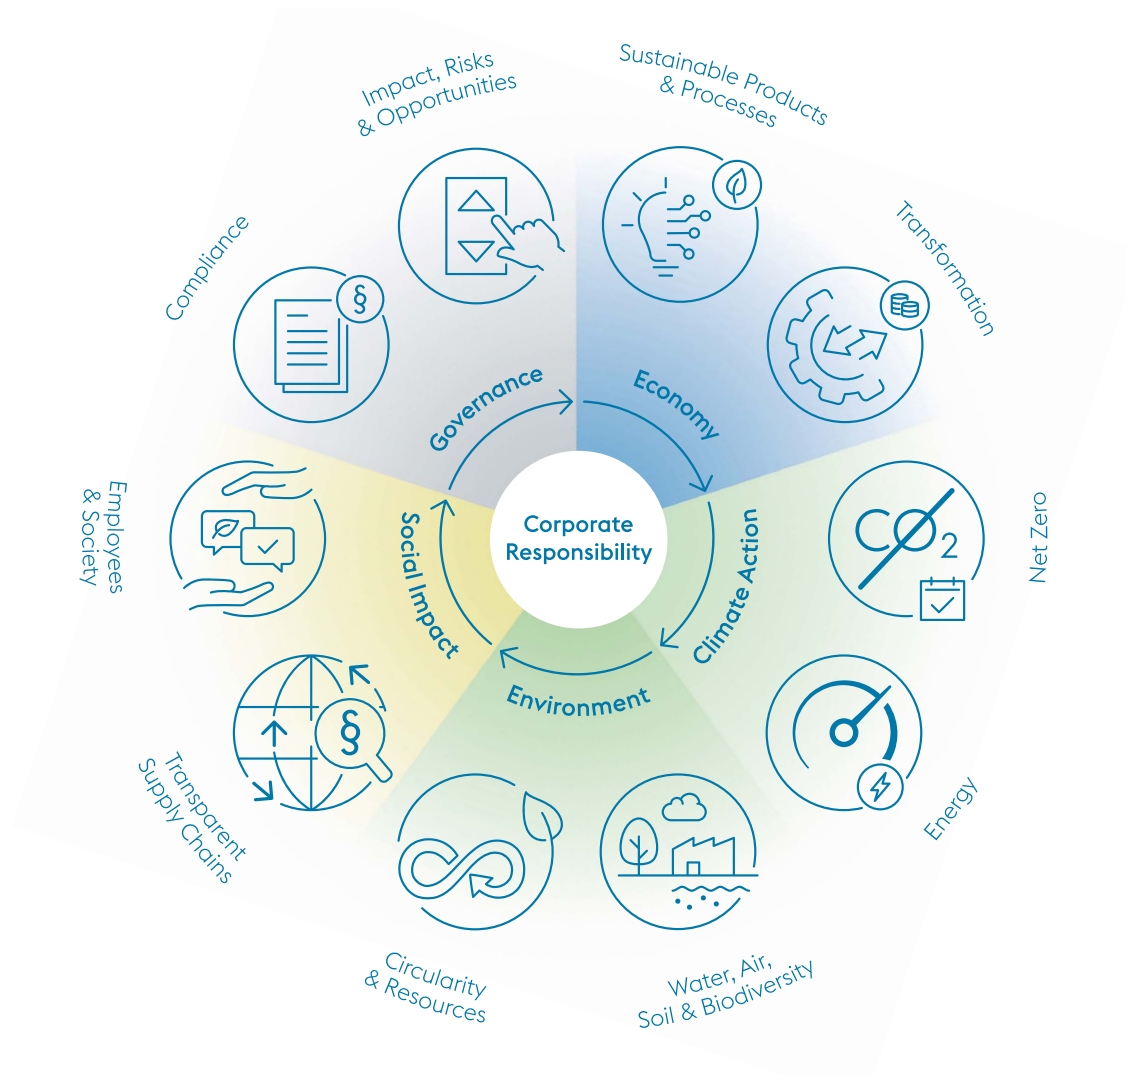 Impact, Risks
& Opportunities
Sustainable Products
& Processes
Compliance
§
Transformation
Governance
Economy
Employees
& Society
Social Impact
Corporate
Responsibility
Climate Action
CO2
Net Zero
Environment
Transparent
Supply Chains
§
Energy
Circularity
& Resources
Water, Air,
Soil & Biodiversity